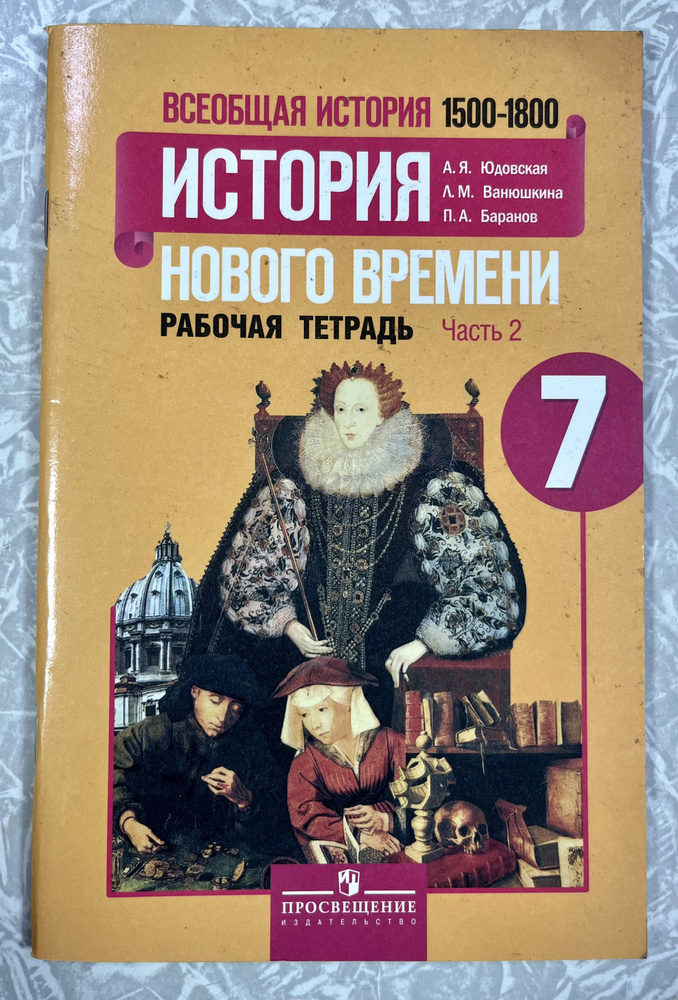 ВСЕОБЩАЯ ИСТОРИЯ 1500-1800
ИСТОРИЯ
А. Я. Юдовская
Л. М. Ванюшкина
П. А. Баранов
НОВОГО ВРЕМЕНИ
РАБОЧАЯ ТЕТРАДЬ Часть 2
7
ПРОСВЕЩЕНИЕ
ИЗДАТЕЛЬСТВО